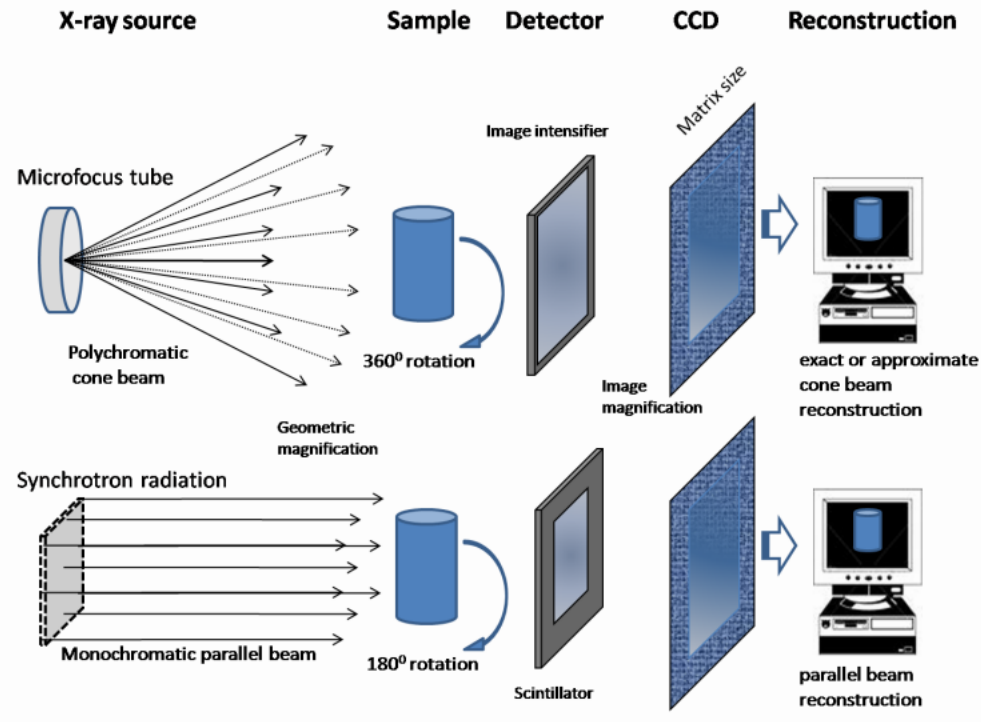 X-ray source
Sample
Detector
CCD
Reconstruction
Matrix size
Image intensifier
Microfocus tube
Polychromatic
cone beam
360⁰ rotation
Image
magnification
exact or approximate
cone beam
reconstruction
Geometric
magnification
Synchrotron radiation
Monochromatic parallel beam
180⁰ rotation
Scintillator
parallel beam
reconstruction